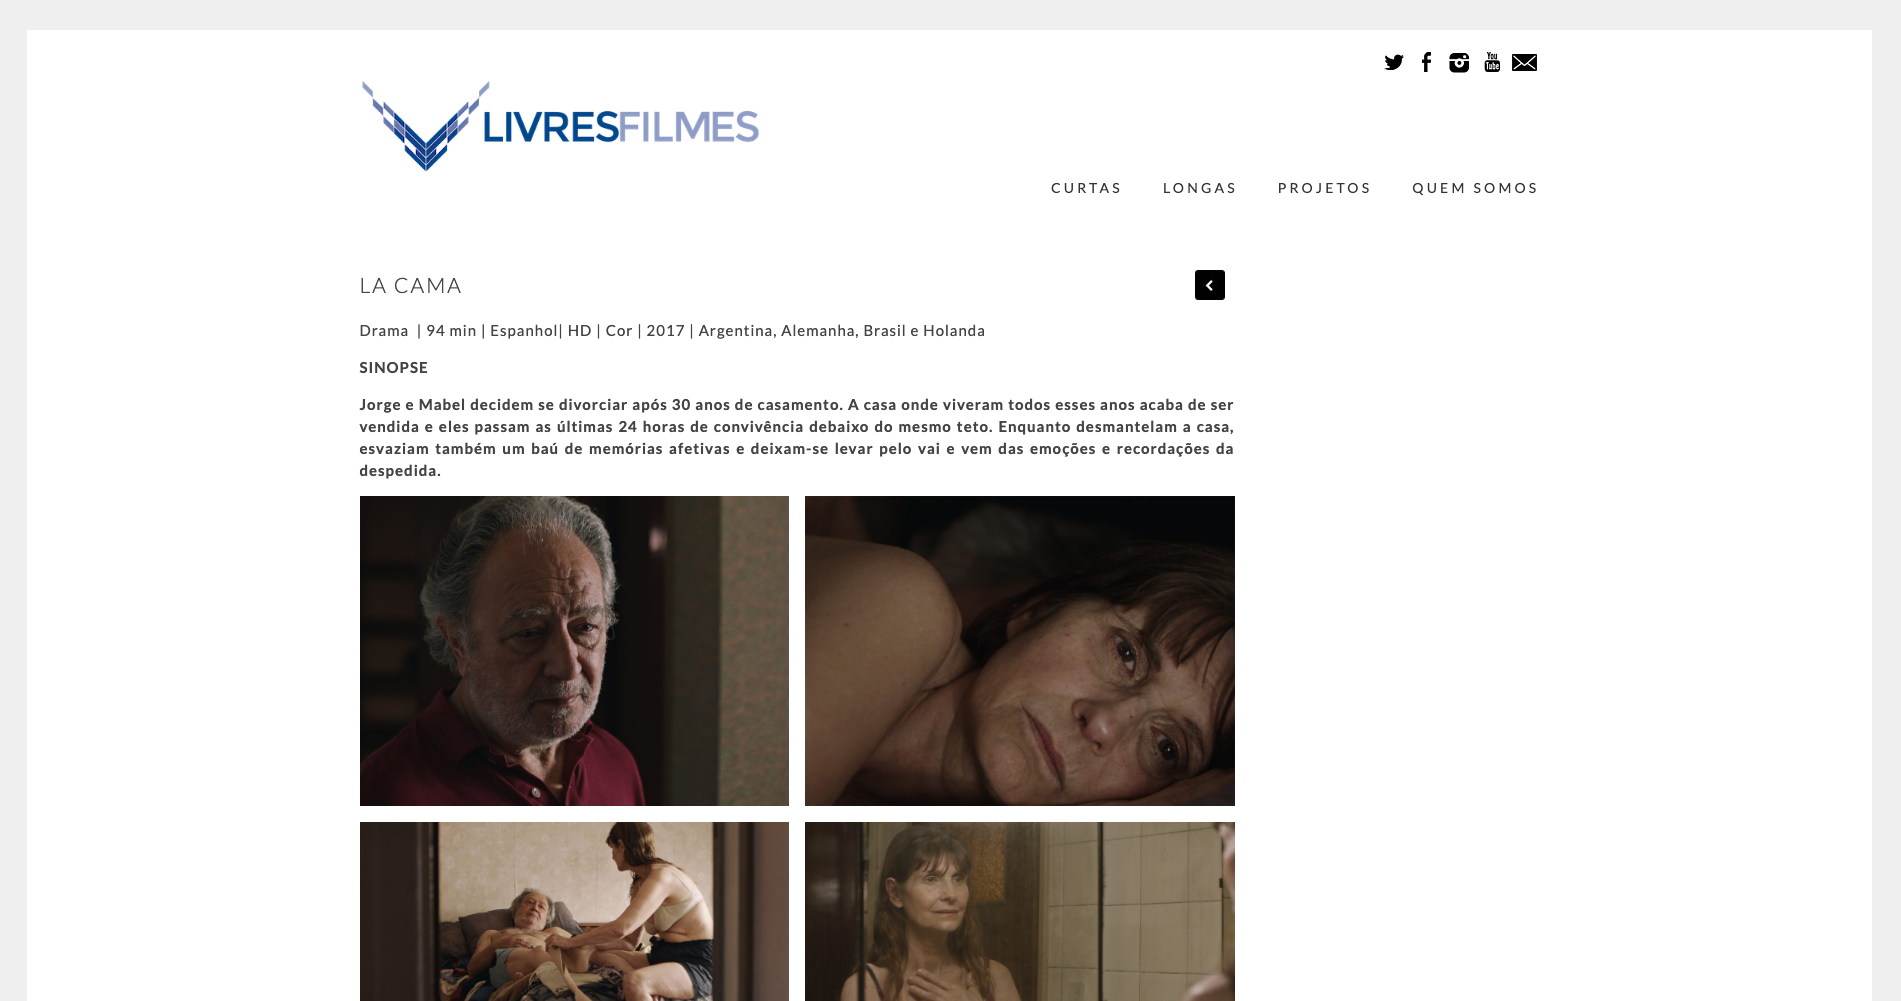 You
Tube
LIVRESFILMES
CURTAS LONGAS PROJETOS QUEM SOMOS
LA CAMA
Drama | 94 min | Espanhol| HD | Cor | 2017 | Argentina, Alemanha, Brasil e Holanda
SINOPSE
Jorge e Mabel decidem se divorciar após 30 anos de casamento. A casa onde viveram todos esses anos acaba de ser
vendida e eles passam as últimas 24 horas de convivência debaixo do mesmo teto. Enquanto desmantelam a casa,
esvaziam também um baú de memórias afetivas e deixam-se levar pelo vai e vem das emoções e recordações da
despedida.